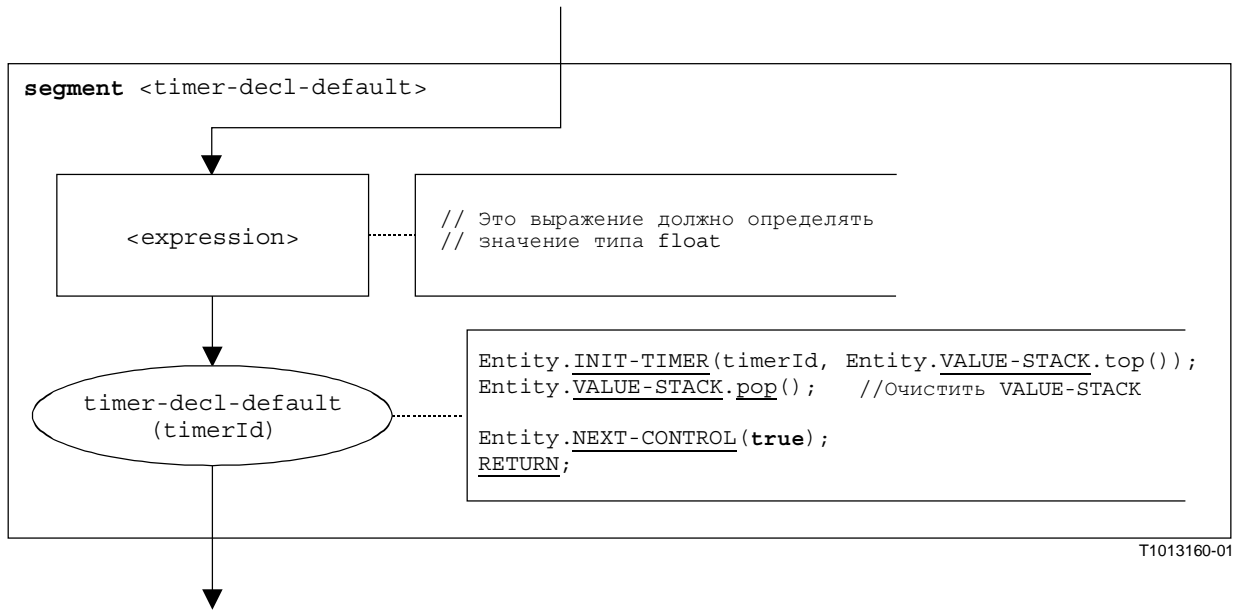 segment <timer-decl-default>
<expression>
// Это выражение должно определять
// значение типа float
timer-decl-default
(timerId)
Entity.INIT-TIMER(timerId, Entity.VALUE-STACK.top());
Entity.VALUE-STACK.pop(); //Очистить VALUE-STACK
Entity.NEXT-CONTROL(true);
RETURN;
T1013160-01